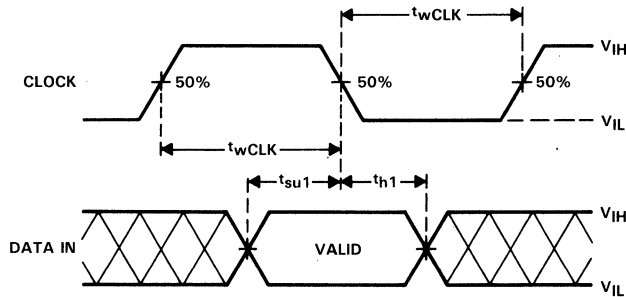 twCLK
VIH
CLOCK
50%
50%
50%
VIL
twCLK
tsu1
th1
VIH
DATA IN
VALID
VIL